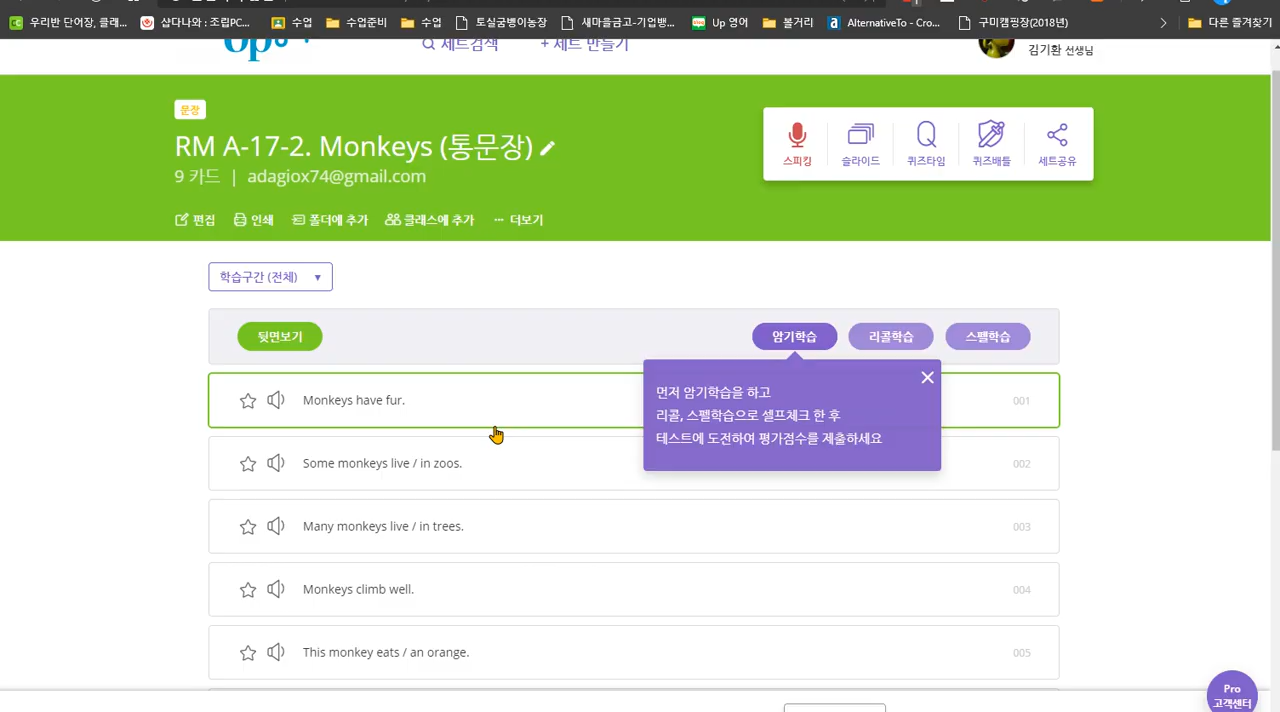 우리반 단어장, 클래...
샵다나와 : 조립PC...
수업
수업준비
수업
토실굼벵이농장
새마을금고-기업뱅...
Up 영어
볼거리
AlternativeTo - Cro...
구미캠핑장(2018년)
다른 즐겨찾기
세트검색
+ 세트 만들기
김기환 선생님
문장
RM A-17-2. Monkeys (통문장)
9 카드 | adagiox74@gmail.com
스피킹
슬라이드
퀴즈타임
퀴즈배틀
세트공유
편집
인쇄
폴더에 추가
클래스에 추가
··· 더보기
학습구간 (전체) ▼
뒷면보기
암기학습
리콜학습
스펠학습
먼저 암기학습을 하고
리콜, 스펠학습으로 셀프체크 한 후
테스트에 도전하여 평가점수를 제출하세요
Monkeys have fur.
001
Some monkeys live / in zoos.
002
Many monkeys live / in trees.
003
Monkeys climb well.
004
This monkey eats / an orange.
005
Pro
고객센터